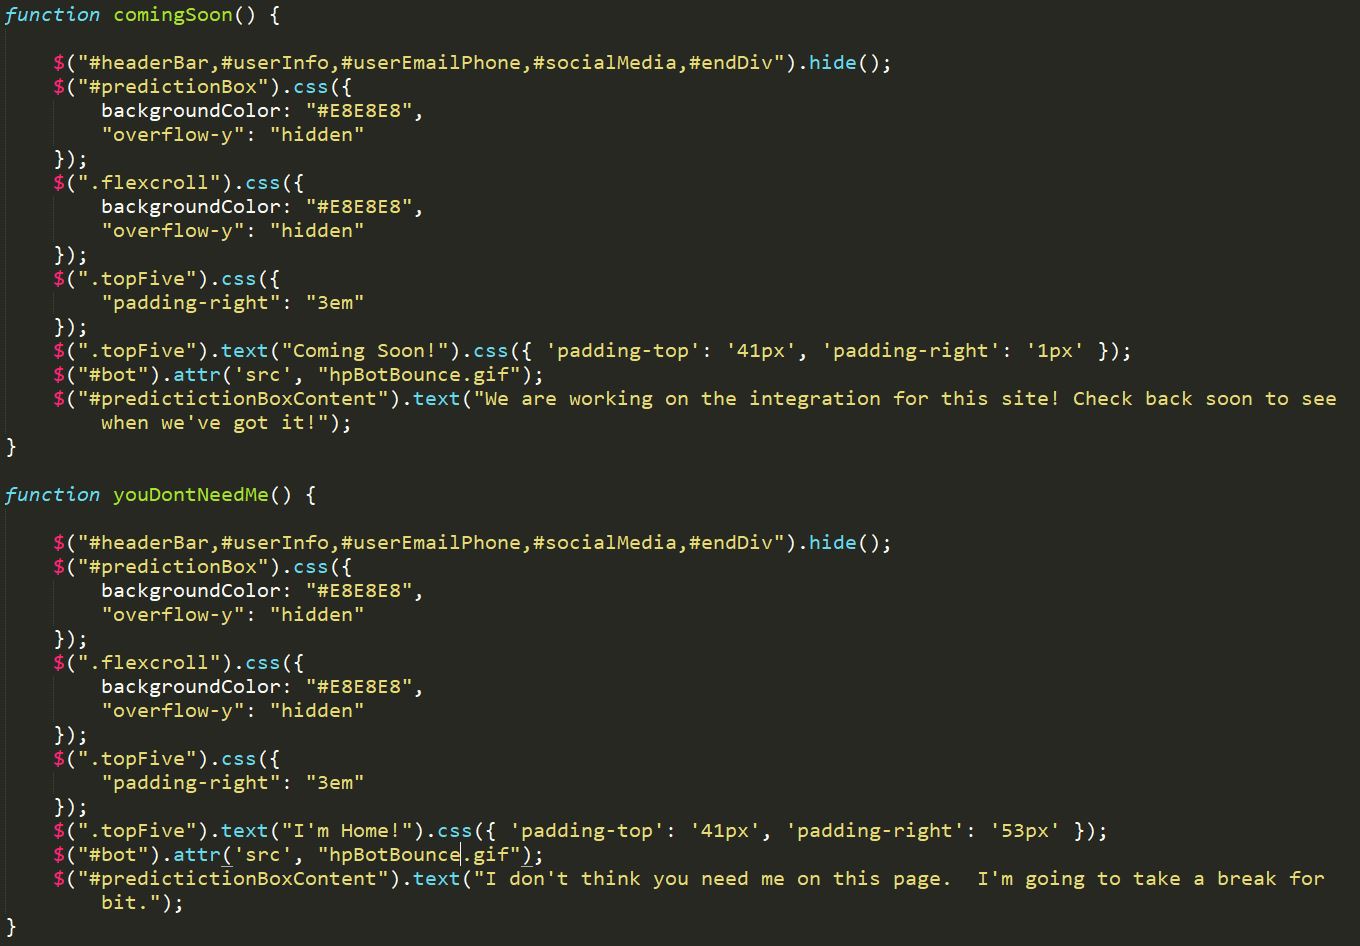 function comingSoon() {
$("#headerBar,#userInfo,#userEmailPhone,#socialMedia,#endDiv").hide();
$("#predictionBox").css({
backgroundColor: "#E8E8E8",
"overflow-y": "hidden"
});
$(".flexcroll").css({
backgroundColor: "#E8E8E8",
"overflow-y": "hidden"
});
$(".topFive").css({
"padding-right": "3em"
});
$(".topFive").text("Coming Soon!").css({ 'padding-top': '41px', 'padding-right': '1px' });
$("#bot").attr('src', "hpBotBounce.gif");
$("#predictictionBoxContent").text("We are working on the integration for this site! Check back soon to see
when we've got it!");
}
function youDontNeedMe() {
$("#headerBar,#userInfo,#userEmailPhone,#socialMedia,#endDiv").hide();
$("#predictionBox").css({
backgroundColor: "#E8E8E8",
"overflow-y": "hidden"
});
$(".flexcroll").css({
backgroundColor: "#E8E8E8",
"overflow-y": "hidden"
});
$(".topFive").css({
"padding-right": "3em"
});
$(".topFive").text("I'm Home!").css({ 'padding-top': '41px', 'padding-right': '53px' });
$("#bot").attr('src', "hpBotBounce.gif");
$("#predictictionBoxContent").text("I don't think you need me on this page.  I'm going to take a break for
bit.");
}